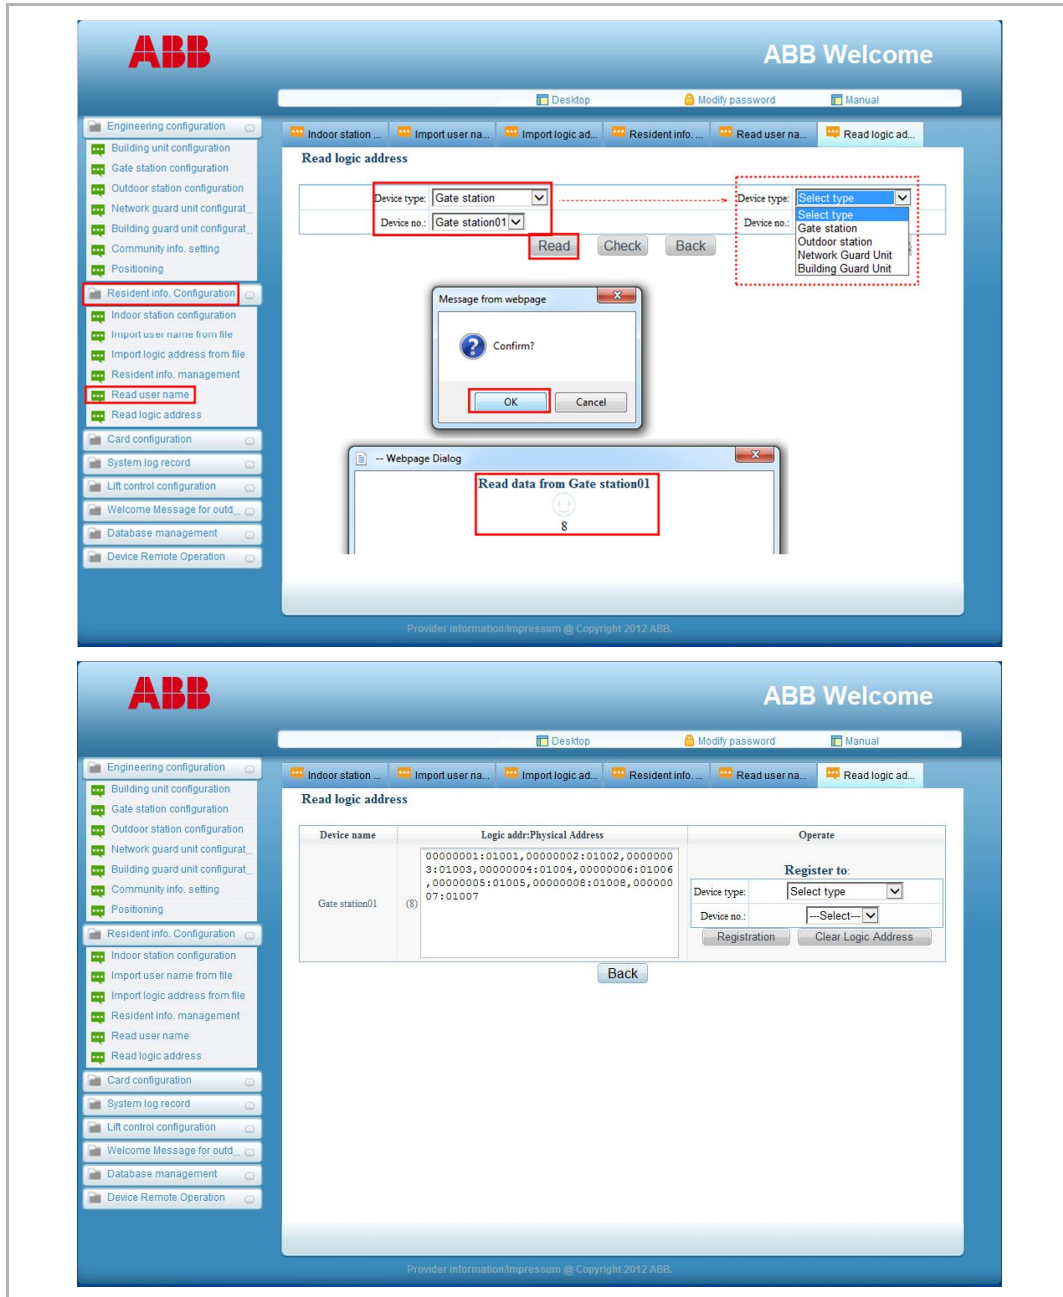 ABB
ABB Welcome
Desktop
Modify password
Manual
Engineering configuration
Building unit configuration
Gate station configuration
Outdoor station configuration
Network guard unit configurat_
Building guard unit configurat_
Community info. setting
Positioning
Resident info. Configuration
Indoor station configuration
Import user name from file
Import logic address from file
Resident info. management
Read user name
Read logic address
Card configuration
System log record
Lift control configuration
Welcome Message for outd_
Database management
Device Remote Operation
Indoor station ...
Import user na...
Import logic ad...
Resident info. ...
Read user na...
Read logic ad...
Read logic address
Device type: Gate station
Device no.: Gate station01
Read Check Back
Device type: Select type
Device no.:
Select type
Gate station
Outdoor station
Network Guard Unit
Building Guard Unit
Message from webpage
Confirm?
OK Cancel
-- Webpage Dialog
Read data from Gate station01
8
Provider information/Impressum @ Copyright 2012 ABB.
ABB
ABB Welcome
Desktop
Modify password
Manual
Engineering configuration
Building unit configuration
Gate station configuration
Outdoor station configuration
Network guard unit configurat_
Building guard unit configurat_
Community info. setting
Positioning
Resident info. Configuration
Indoor station configuration
Import user name from file
Import logic address from file
Resident info. management
Read user name
Read logic address
Card configuration
System log record
Lift control configuration
Welcome Message for outd_
Database management
Device Remote Operation
Indoor station ...
Import user na...
Import logic ad...
Resident info. ...
Read user na...
Read logic ad...
Read logic address
Device name
Logic addr:Physical Address
Operate
Gate station01
(8)
00000001:01001,00000002:01002,0000000
3:01003,00000004:01004,00000006:01006
,00000005:01005,00000008:01008,000000
07:01007
Register to:
Device type: Select type
Device no.: ---Select---
Registration Clear Logic Address
Back
Provider information/Impressum @ Copyright 2012 ABB.